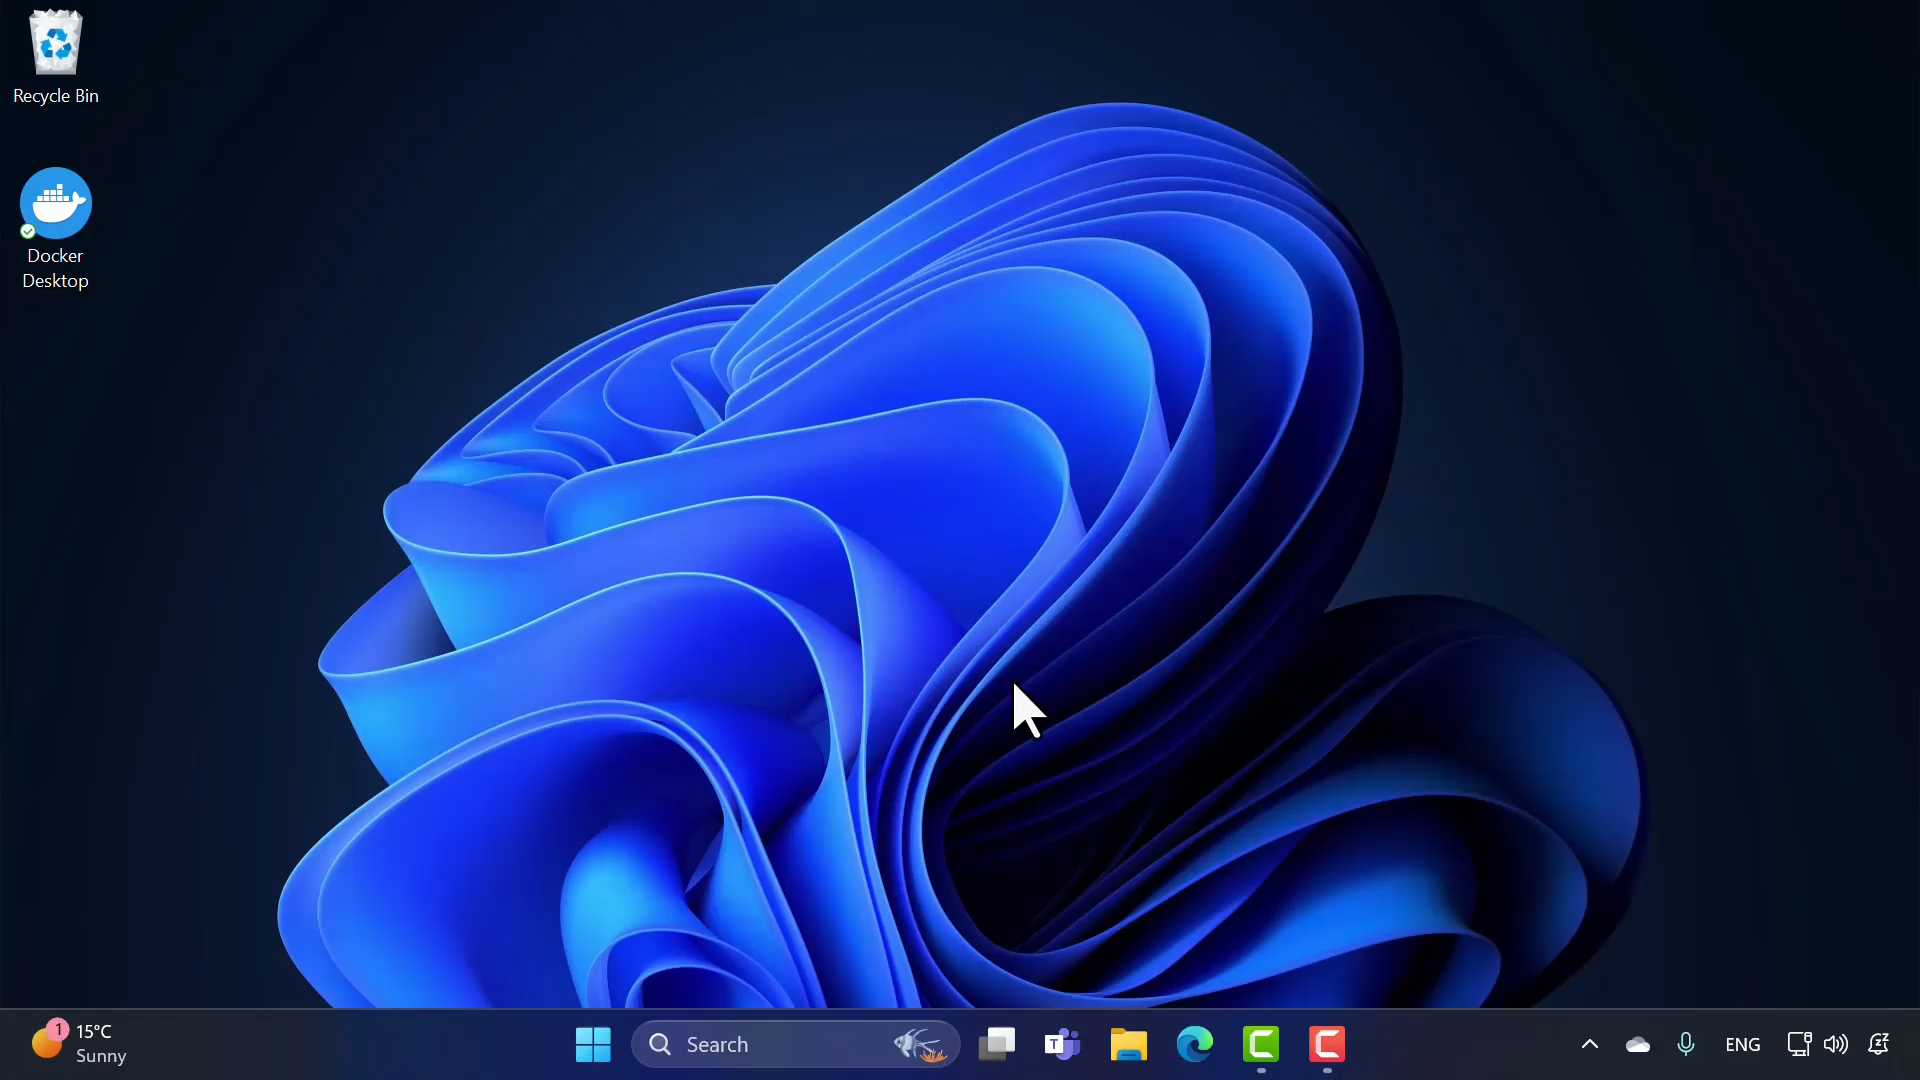 Recycle Bin
Docker
Desktop
1
15°C
Sunny
Search
T
ENG